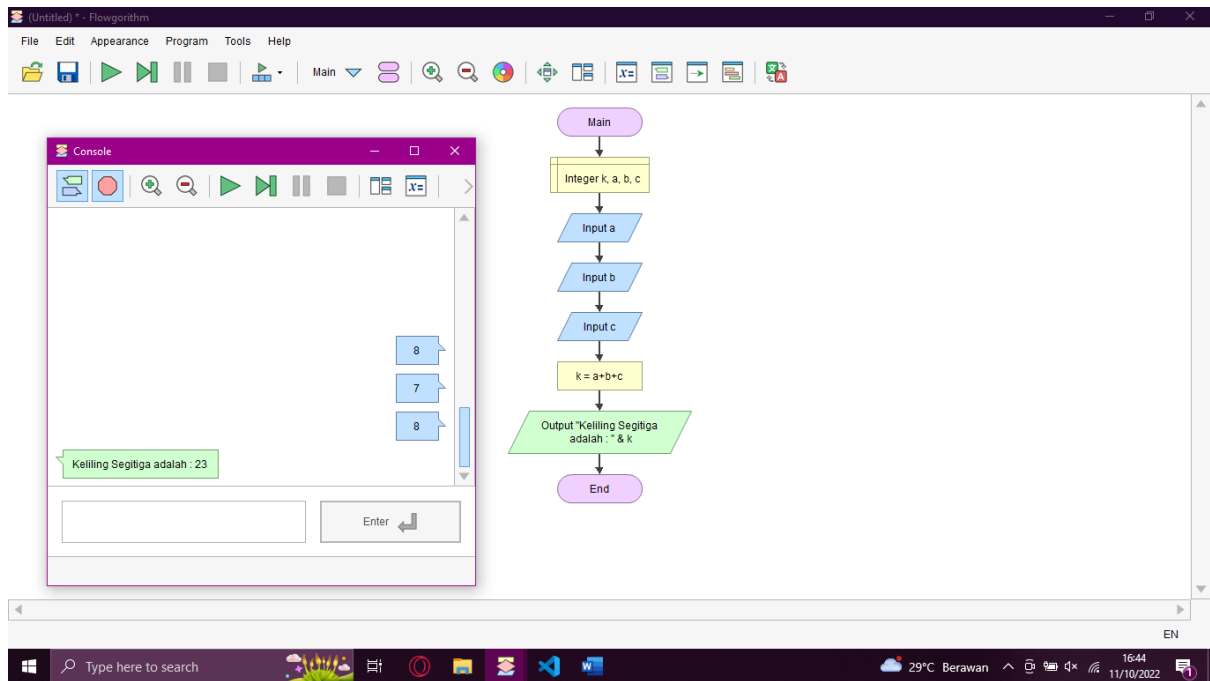 (Untitled) * - Flowgorithm
File Edit Appearance Program Tools Help
Main
x=
Console
x=
8
7
8
Keliling Segitiga adalah : 23
Enter
Main
Integer k, a, b, c
Input a
Input b
Input c
k = a+b+c
Output "Keliling Segitiga
adalah : " & k
End
EN
Type here to search
29°C Berawan
16:44
11/10/2022
1